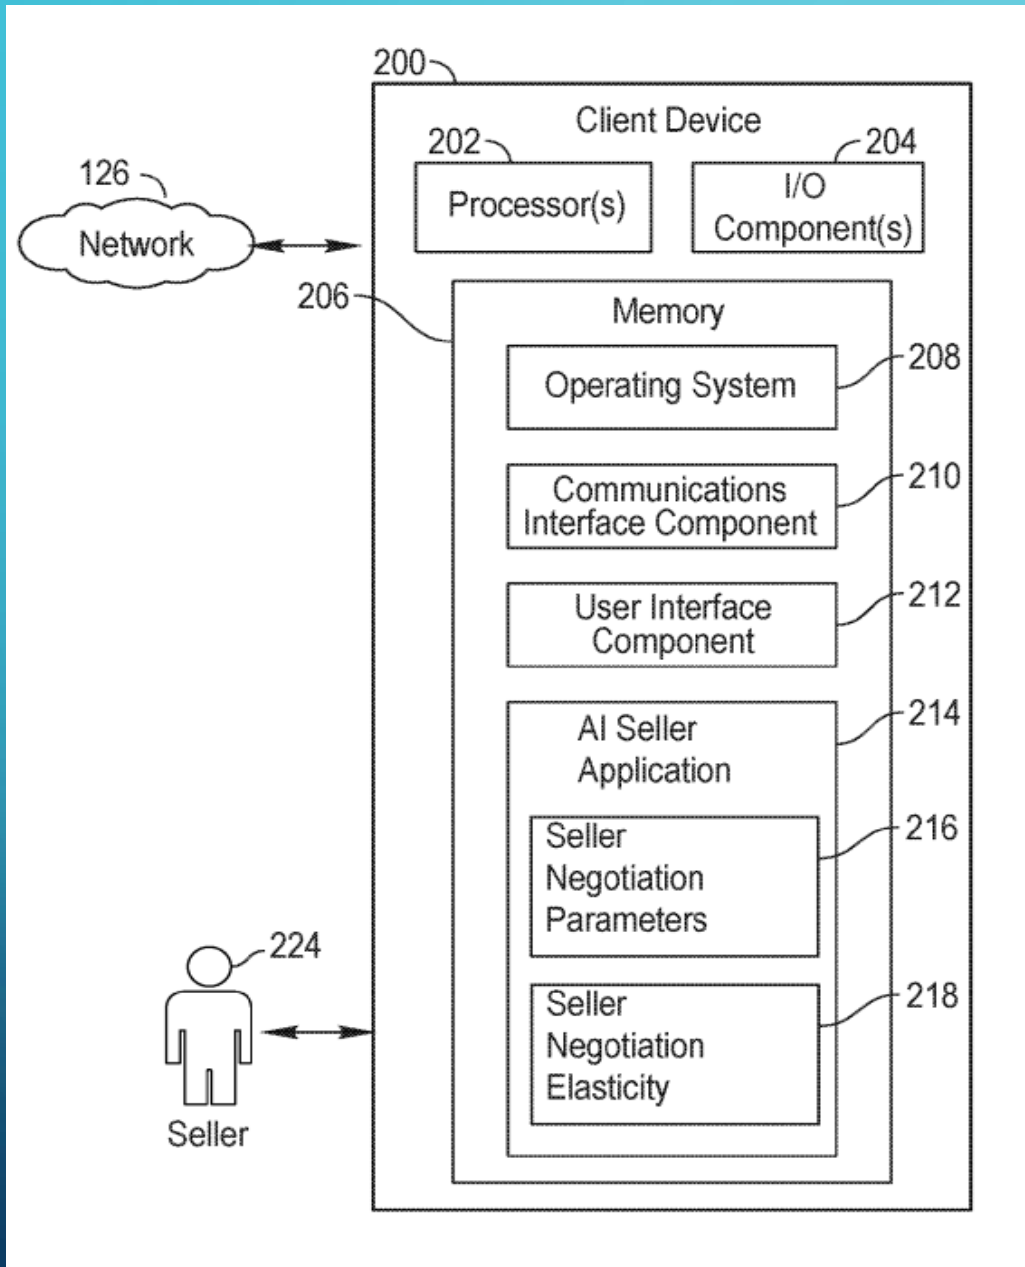 200
Client Device
202
204
126
Processor(s)
I/O
Component(s)
Network
206
Memory
208
Operating System
210
Communications
Interface Component
212
User Interface
Component
214
AI Seller
Application
216
Seller
Negotiation
Parameters
224
218
Seller
Negotiation
Elasticity
Seller